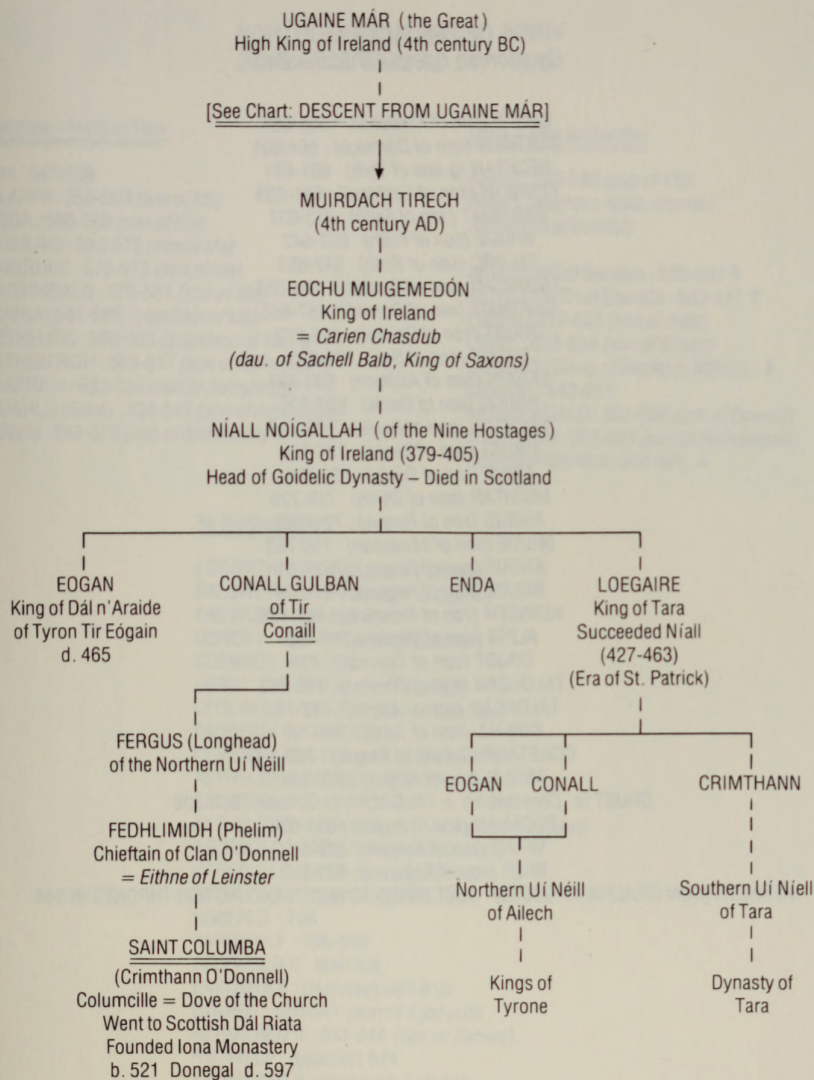 UGAINE MÁR (the Great)
High King of Ireland (4th century BC)
[See Chart: DESCENT FROM UGAINE MÁR]
MUIRDACH TIRECH
(4th century AD)
EOCHU MUIGEMEDÓN
King of Ireland
= Carien Chasdub
(dau. of Sachell Balb, King of Saxons)
NÍALL NOÍGALLAH (of the Nine Hostages)
King of Ireland (379-405)
Head of Goidelic Dynasty – Died in Scotland
EOGAN
King of Dál n'Araide
of Tyron Tir Eógain
d. 465
CONALL GULBAN
of Tir
Conaill
ENDA
LOEGAIRE
King of Tara
Succeeded Níall
(427-463)
(Era of St. Patrick)
FERGUS (Longhead)
of the Northern Uí Néill
FEDHLIMIDH (Phelim)
Chieftain of Clan O'Donnell
= Eithne of Leinster
SAINT COLUMBA
(Crimthann O'Donnell)
Columcille = Dove of the Church
Went to Scottish Dál Riata
Founded Iona Monastery
b. 521 Donegal d. 597
EOGAN CONALL
Northern Uí Néill
of Ailech
Kings of
Tyrone
CRIMTHANN
Southern Uí Níell
of Tara
Dynasty of
Tara